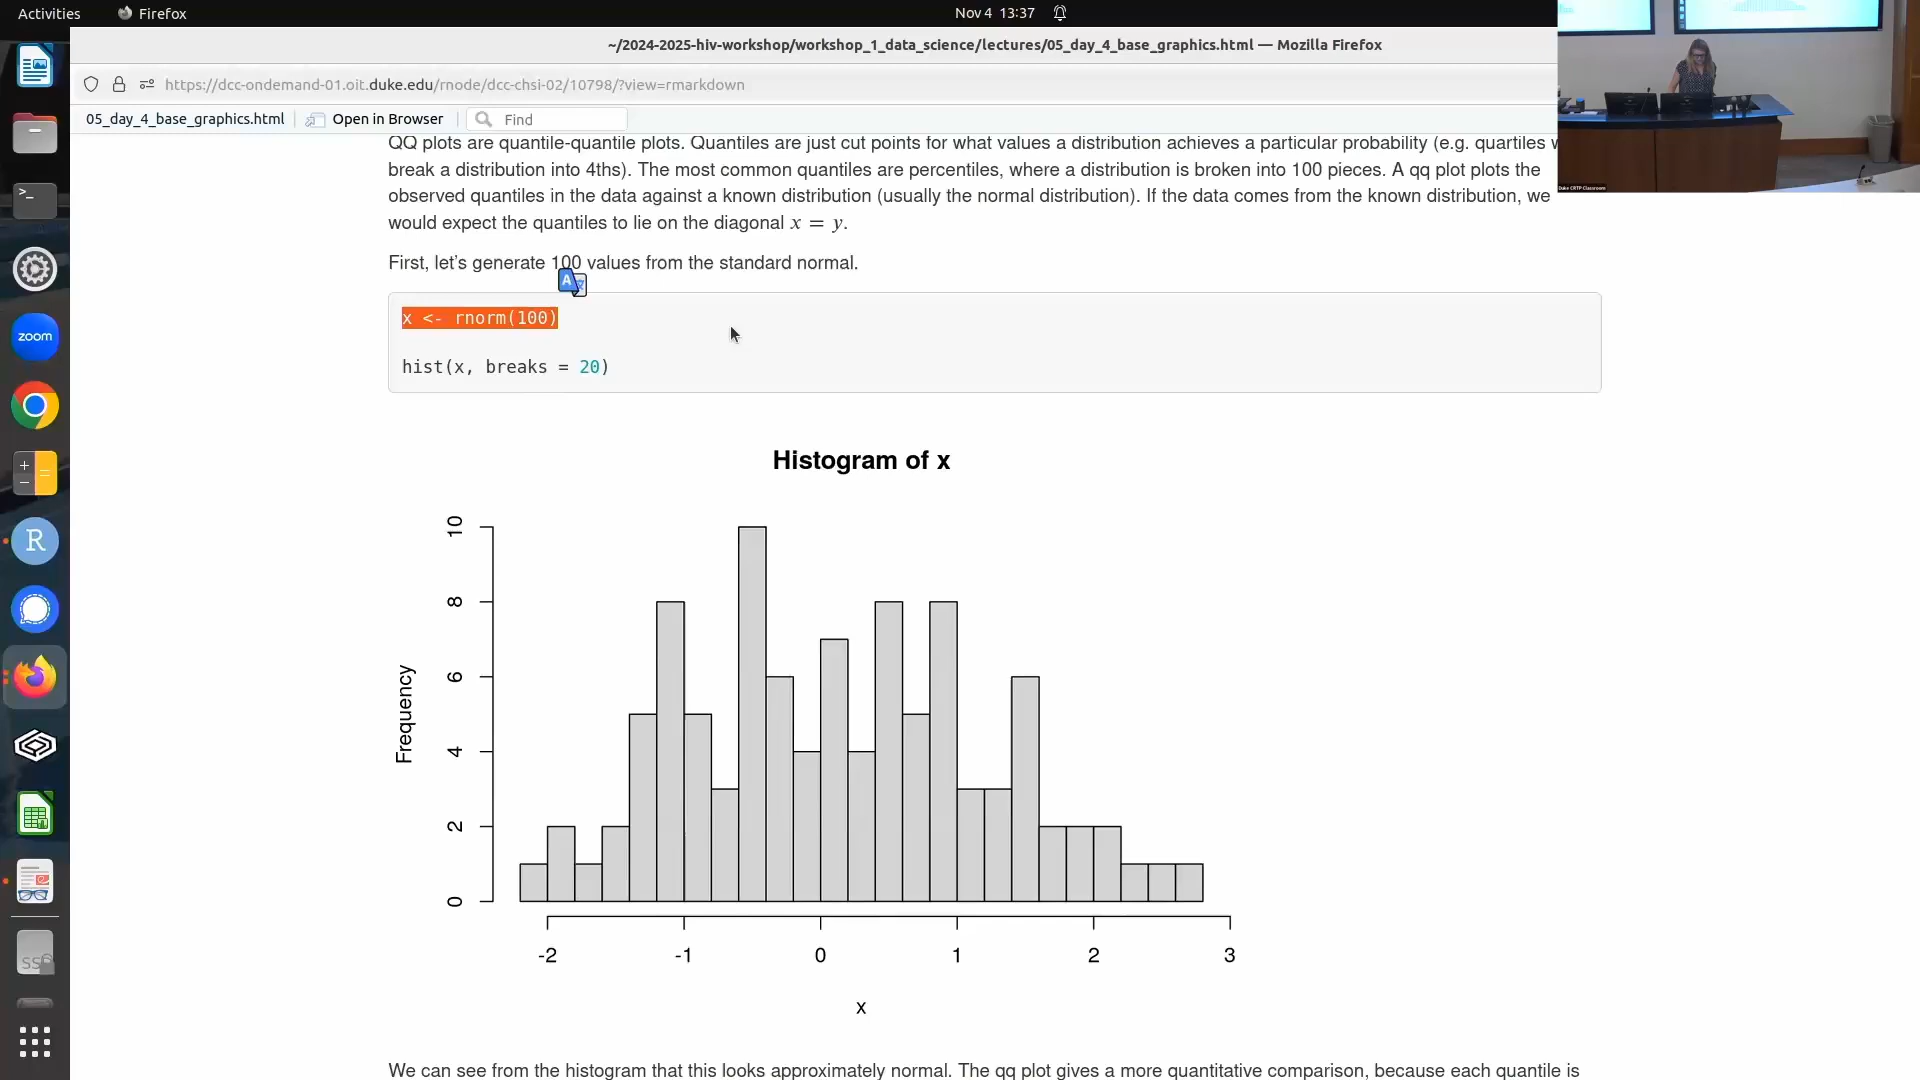 Activities
Firefox
Nov 4 13:37
~/2024-2025-hiv-workshop/workshop_1_data_science/lectures/05_day_4_base_graphics.html — Mozilla Firefox
https://dcc-ondemand-01.oit.duke.edu/rnode/dcc-chsi-02/10798/?view=rmarkdown
05_day_4_base_graphics.html
Open in Browser
Find
QQ plots are quantile-quantile plots. Quantiles are just cut points for what values a distribution achieves a particular probability (e.g. quartiles
break a distribution into 4ths). The most common quantiles are percentiles, where a distribution is broken into 100 pieces. A qq plot plots the
observed quantiles in the data against a known distribution (usually the normal distribution). If the data comes from the known distribution, we
would expect the quantiles to lie on the diagonal x = y.
First, let's generate 100 values from the standard normal.
x <- rnorm(100)
hist(x, breaks = 20)
Histogram of x
Frequency
10
8
6
4
2
0
-2 -1 0 1 2 3
x
We can see from the histogram that this looks approximately normal. The qq plot gives a more quantitative comparison, because each quantile is
zoom
R
SSD
Duke CRTP Classroom